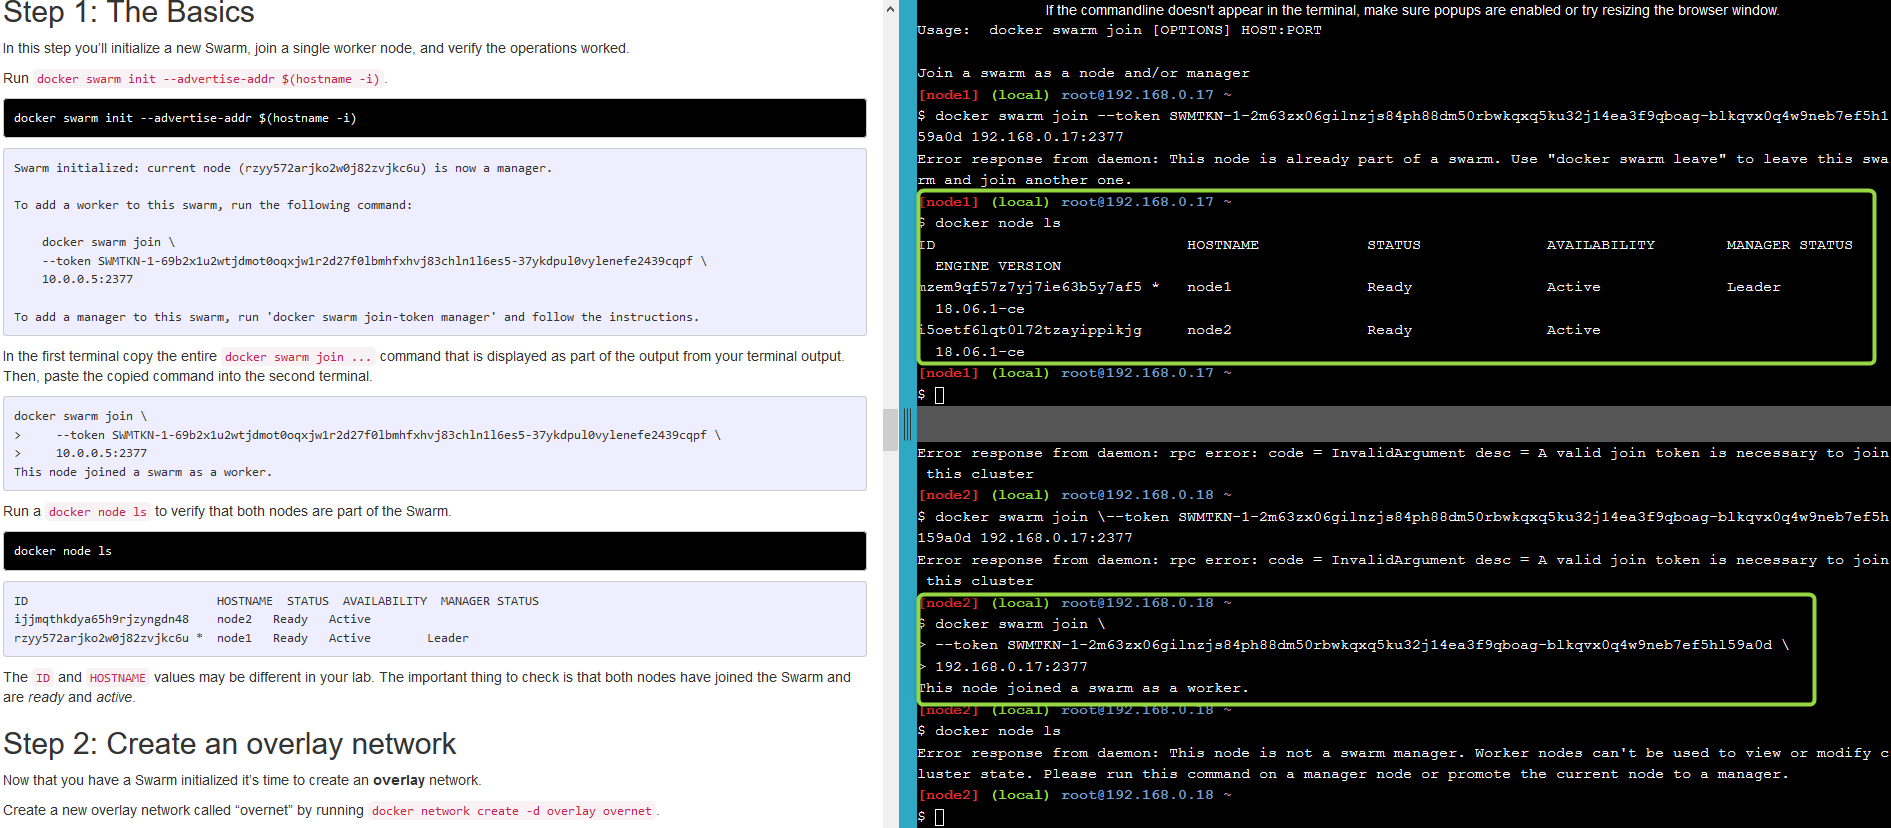 Step 1: The Basics
In this step you'll initialize a new Swarm, join a single worker node, and verify the operations worked.
Run docker swarm init --advertise-addr $(hostname -i) .
docker swarm init --advertise-addr $(hostname -i)
Swarm initialized: current node (rzyy572arjko2w0j82zvjkc6u) is now a manager.
To add a worker to this swarm, run the following command:
docker swarm join \
--token SWMTKN-1-69b2x1u2wtjdmot0oqxjw1r2d27f0lbmhfxhvj83chln1l6es5-37ykdpul0vylenefe2439cqpf \
10.0.0.5:2377
To add a manager to this swarm, run 'docker swarm join-token manager' and follow the instructions.
In the first terminal copy the entire docker swarm join ... command that is displayed as part of the output from your terminal output.
Then, paste the copied command into the second terminal.
docker swarm join \
> --token SWMTKN-1-69b2x1u2wtjdmot0oqxjw1r2d27f0lbmhfxhvj83chln1l6es5-37ykdpul0vylenefe2439cqpf \
> 10.0.0.5:2377
This node joined a swarm as a worker.
Run a docker node ls to verify that both nodes are part of the Swarm.
docker node ls
ID HOSTNAME STATUS AVAILABILITY MANAGER STATUS
ijjmqthkdya65h9rjzyngdn48 node2 Ready Active
rzyy572arjko2w0j82zvjkc6u * node1 Ready Active Leader
The ID and HOSTNAME values may be different in your lab. The important thing to check is that both nodes have joined the Swarm and
are ready and active.
Step 2: Create an overlay network
Now that you have a Swarm initialized it's time to create an overlay network.
Create a new overlay network called “overnet” by running docker network create -d overlay overnet .
If the commandline doesn't appear in the terminal, make sure popups are enabled or try resizing the browser window.
Usage: docker swarm join [OPTIONS] HOST:PORT
Join a swarm as a node and/or manager
[node1] (local) root@192.168.0.17 ~
$ docker swarm join --token SWMTKN-1-2m63zx06gilnzjs84ph88dm50rbwkqxq5ku32j14ea3f9qboag-blkqvx0q4w9neb7ef5hl
59a0d 192.168.0.17:2377
Error response from daemon: This node is already part of a swarm. Use "docker swarm leave" to leave this swa
rm and join another one.
[node1] (local) root@192.168.0.17 ~
$ docker node ls
ID HOSTNAME STATUS AVAILABILITY MANAGER STATUS
ENGINE VERSION
mzem9qf57z7yj7ie63b5y7af5 * node1 Ready Active Leader
18.06.1-ce
i5oetf6lqt0l72tzayippikjg node2 Ready Active
18.06.1-ce
[node1] (local) root@192.168.0.17 ~
$
Error response from daemon: rpc error: code = InvalidArgument desc = A valid join token is necessary to join
this cluster
[node2] (local) root@192.168.0.18 ~
$ docker swarm join \--token SWMTKN-1-2m63zx06gilnzjs84ph88dm50rbwkqxq5ku32j14ea3f9qboag-blkqvx0q4w9neb7ef5h
l59a0d 192.168.0.17:2377
Error response from daemon: rpc error: code = InvalidArgument desc = A valid join token is necessary to join
this cluster
[node2] (local) root@192.168.0.18 ~
$ docker swarm join \
> --token SWMTKN-1-2m63zx06gilnzjs84ph88dm50rbwkqxq5ku32j14ea3f9qboag-blkqvx0q4w9neb7ef5hl59a0d \
> 192.168.0.17:2377
This node joined a swarm as a worker.
[node2] (local) root@192.168.0.18 ~
$ docker node ls
Error response from daemon: This node is not a swarm manager. Worker nodes can't be used to view or modify c
luster state. Please run this command on a manager node or promote the current node to a manager.
[node2] (local) root@192.168.0.18 ~
$